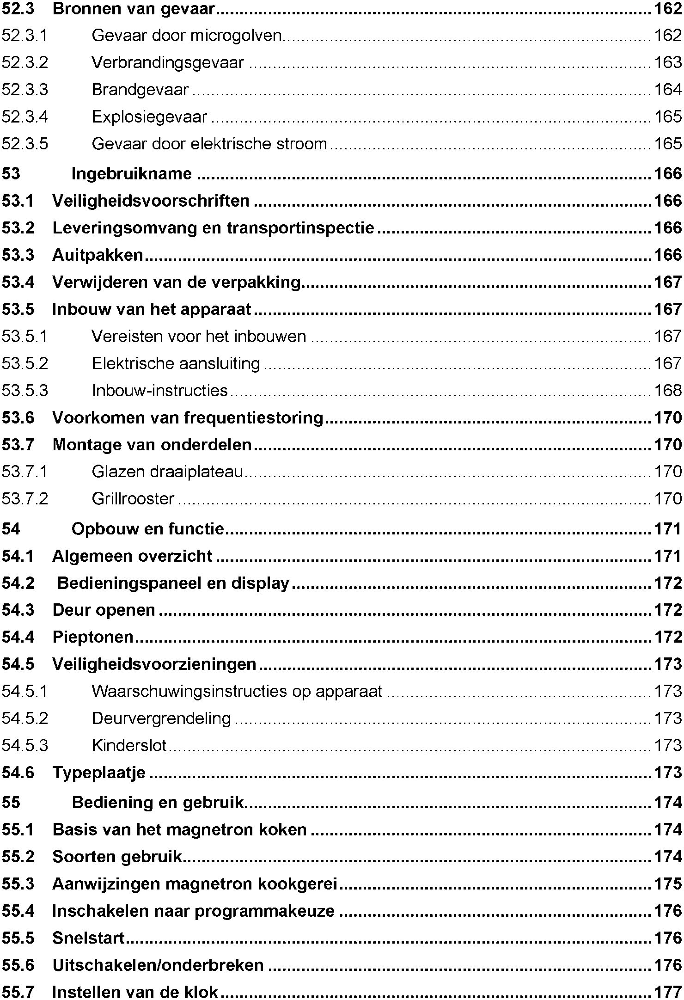 52.3 Bronnen van gevaar 162
52.3.1 Gevaar door microgolven 162
52.3.2 Verbrandingsgevaar 163
52.3.3 Brandgevaar 164
52.3.4 Explosiegevaar 165
52.3.5 Gevaar door elektrische stroom 165
53 Ingebruikname 166
53.1 Veiligheidsvoorschriften 166
53.2 Leveringsomvang en transportinspectie 166
53.3 Auitpakken 166
53.4 Verwijderen van de verpakking 167
53.5 Inbouw van het apparaat 167
53.5.1 Vereisten voor het inbouwen 167
53.5.2 Elektrische aansluiting 167
53.5.3 Inbouw-instructies 168
53.6 Voorkomen van frequentiestoring 170
53.7 Montage van onderdelen 170
53.7.1 Glazen draaiplateau 170
53.7.2 Grillrooster 170
54 Opbouw en functie 171
54.1 Algemeen overzicht 171
54.2 Bedieningspaneel en display 172
54.3 Deur openen 172
54.4 Pieptonen 172
54.5 Veiligheidsvoorzieningen 173
54.5.1 Waarschuwingsinstructies op apparaat 173
54.5.2 Deurvergrendeling 173
54.5.3 Kinderslot 173
54.6 Typeplaatje 173
55 Bediening en gebruik 174
55.1 Basis van het magnetron koken 174
55.2 Soorten gebruik 174
55.3 Aanwijzingen magnetron kookgerei 175
55.4 Inschakelen naar programmakeuze 176
55.5 Snelstart 176
55.6 Uitschakelen/onderbreken 176
55.7 Instellen van de klok 177